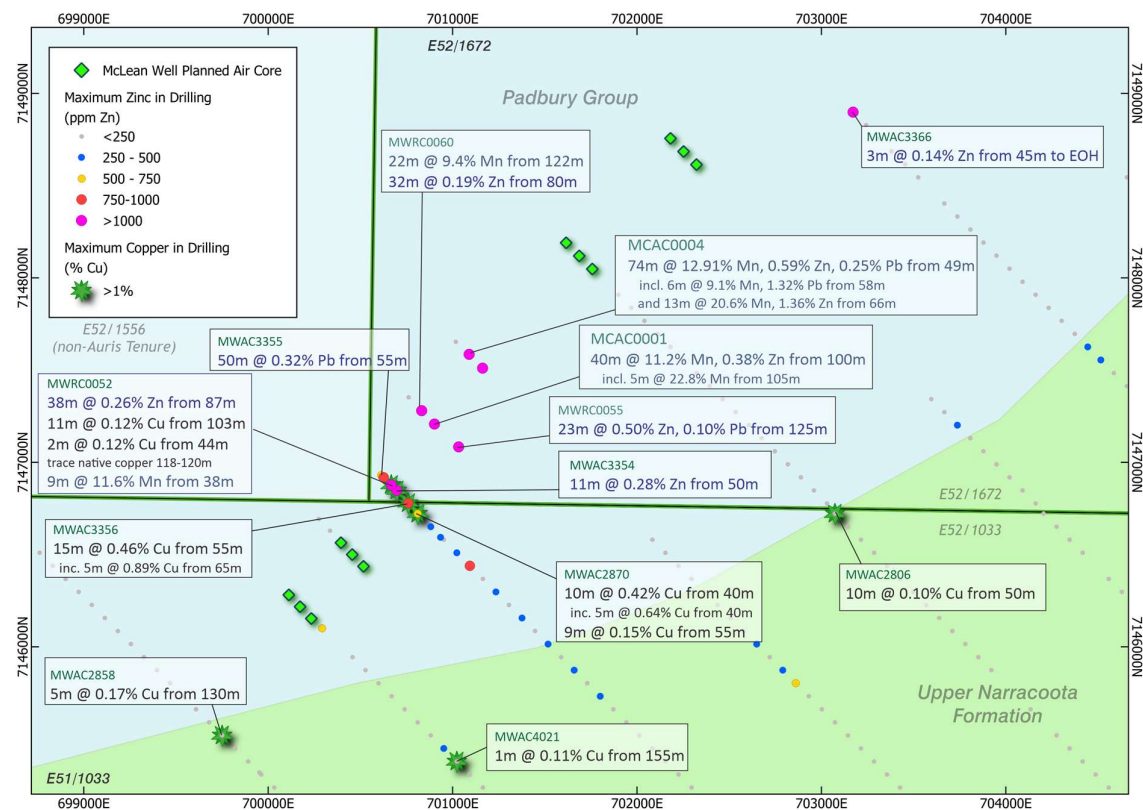 699000E
700000E
701000E
702000E
703000E
704000E
7149000N
7148000N
7147000N
7146000N
7149000N
7148000N
7147000N
7146000N
McLean Well Planned Air Core
Maximum Zinc in Drilling
(ppm Zn)
<250
250 - 500
500 - 750
750-1000
>1000
Maximum Copper in Drilling
(% Cu)
>1%
E52/1672
Padbury Group
MWAC3366
3m @ 0.14% Zn from 45m to EOH
MWRC0060
22m @ 9.4% Mn from 122m
32m @ 0.19% Zn from 80m
MCAC0004
74m @ 12.91% Mn, 0.59% Zn, 0.25% Pb from 49m
incl. 6m @ 9.1% Mn, 1.32% Pb from 58m
and 13m @ 20.6% Mn, 1.36% Zn from 66m
E52/1556
(non-Auris Tenure)
MWAC3355
50m @ 0.32% Pb from 55m
MCAC0001
40m @ 11.2% Mn, 0.38% Zn from 100m
incl. 5m @ 22.8% Mn from 105m
MWRC0052
38m @ 0.26% Zn from 87m
11m @ 0.12% Cu from 103m
2m @ 0.12% Cu from 44m
trace native copper 118-120m
9m @ 11.6% Mn from 38m
MWRC0055
23m @ 0.50% Zn, 0.10% Pb from 125m
MWAC3354
11m @ 0.28% Zn from 50m
E52/1672
E52/1033
MWAC3356
15m @ 0.46% Cu from 55m
inc. 5m @ 0.89% Cu from 65m
MWAC2870
10m @ 0.42% Cu from 40m
inc. 5m @ 0.64% Cu from 40m
9m @ 0.15% Cu from 55m
MWAC2806
10m @ 0.10% Cu from 50m
MWAC2858
5m @ 0.17% Cu from 130m
Upper Narracoota
Formation
MWAC4021
1m @ 0.11% Cu from 155m
E51/1033
699000E
700000E
701000E
702000E
703000E
704000E